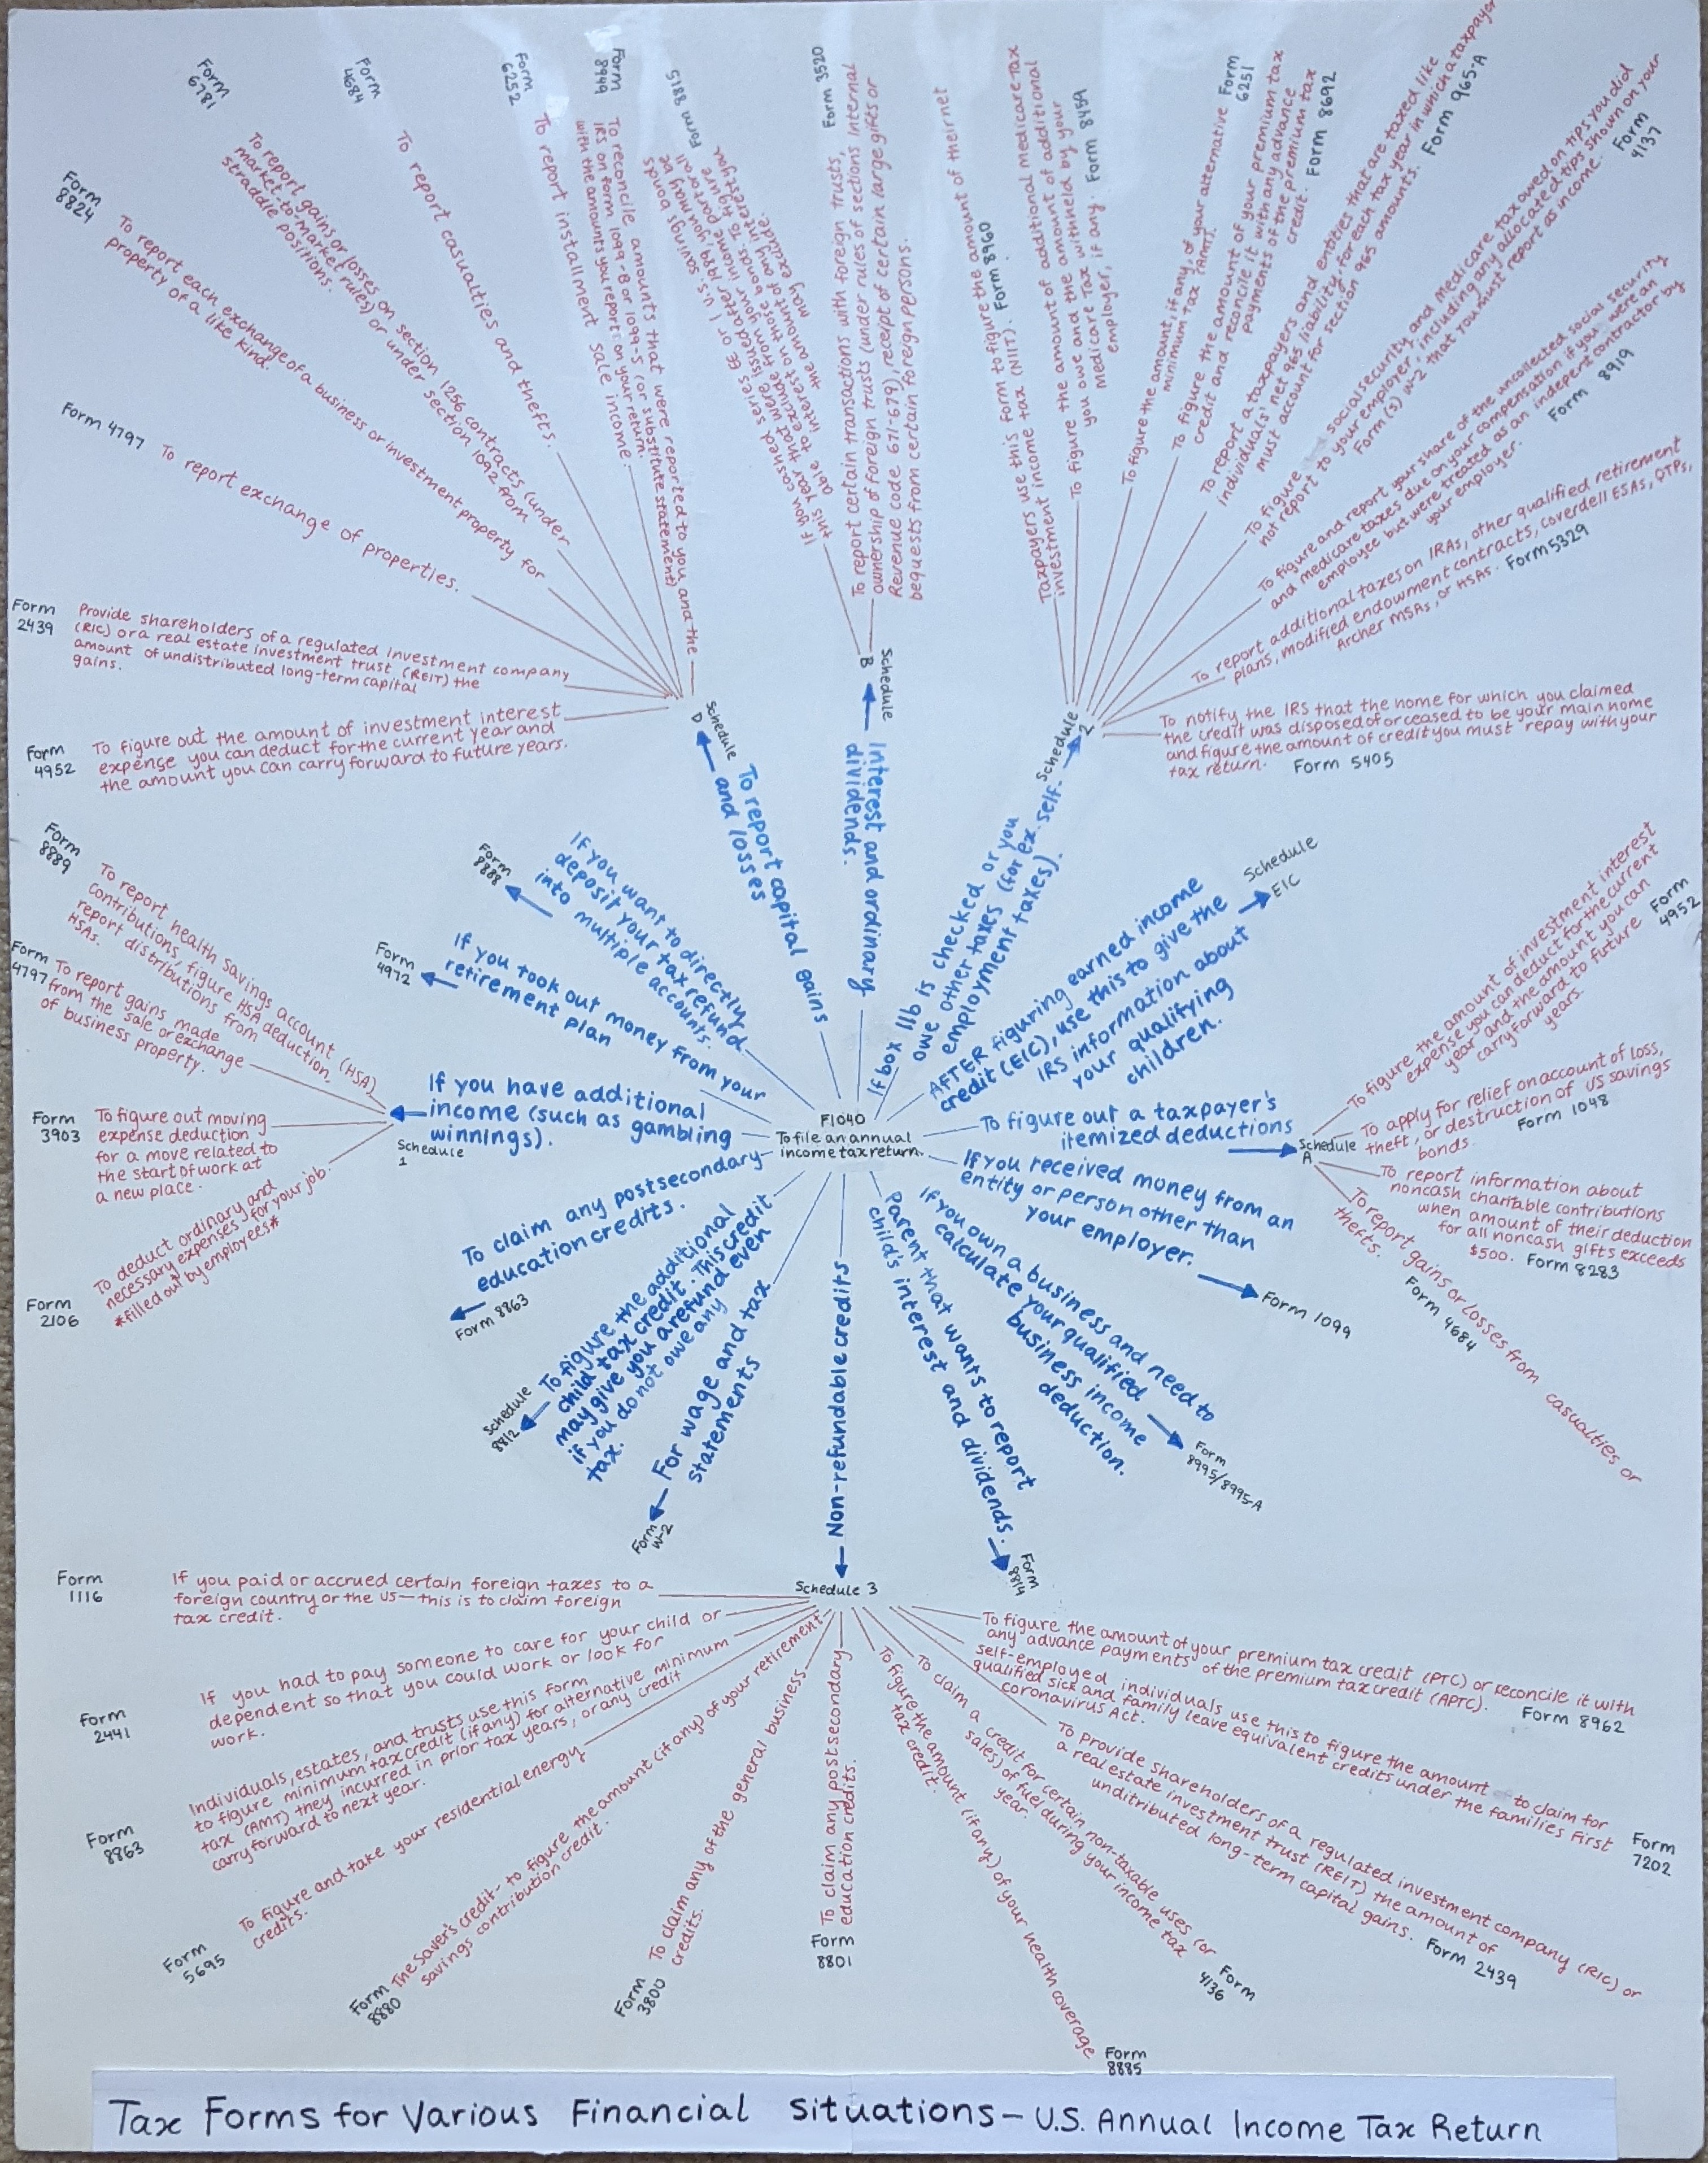 F1040
To file an annual
income tax return.
To report capital gains
and losses
Schedule
D
Form
4952
To figure out the amount of investment interest
expense you can deduct for the current year and
the amount you can carry forward to future years.
Form
2439
Provide shareholders of a regulated investment company
(RIC) or a real estate investment trust (REIT) the
amount of undistributed long-term capital
gains.
Form 4797
To report exchange of properties.
Form
8824
To report each exchange of a business or investment property for
property of a like kind.
Form
6781
To report gains or losses on section 1256 contracts (under
market-to-market rules) or under section 1092 from
straddle positions.
Form
4684
To report casualties and thefts.
Form
6252
To report installment sale income.
Form
8949
To reconcile amounts that were reported to you and the
IRS on form 1099-B or 1099-S (or substitute statement)
with the amounts you report on your return.
Interest and ordinary
dividends.
Schedule
B
Form 8815
If you cashed series EE or I U.S. savings bonds
this year that were issued after 1989, you may be
able to exclude from your income part or all
interest on those bonds. To figure
the amount of any interest you
may exclude.
Form 3520
To report certain transactions with foreign trusts,
ownership of foreign trusts (under rules of sections Internal
Revenue code 671-679), receipt of certain large gifts or
bequests from certain foreign persons.
If box 11b is checked or you
owe other taxes (for ex. self-
employment taxes).
Schedule
2
Taxpayers use this form to figure the amount of their net
investment income tax (NIIT). Form 8960
To figure the amount of additional medicare tax
you owe and the amount of additional
Medicare Tax withheld by your
employer, if any. Form 8959
To figure the amount, if any, of your alternative
minimum tax (AMT).
Form
6251
To figure the amount of your premium tax
credit and reconcile it with any advance
payments of the premium tax
credit. Form 8692
To report a taxpayers and entities that are taxed like
individuals' net 965 liability, for each tax year in which a taxpayer
must account for section 965 amounts. Form 965-A
To figure social security and Medicare tax owed on tips you did
not report to your employer, including any allocated tips shown on your
Form(s) W-2 that you must report as income.
Form
4137
To figure and report your share of the uncollected social security
and medicare taxes due on your compensation if you were an
employee but were treated as an indepent contractor by
your employer.
Form 8919
To report additional taxes on IRAs, other qualified retirement
plans, modified endowment contracts, coverdell ESAs, QTPs,
Archer MSAs, or HSAs. Form 5329
To notify the IRS that the home for which you claimed
the credit was disposed of or ceased to be your main home
and figure the amount of credit you must repay with your
tax return. Form 5405
AFTER figuring earned income
credit (EIC), use this to give the
IRS information about
your qualifying
children.
Schedule
EIC
To figure out a taxpayer's
itemized deductions
Schedule
A
To figure the amount of investment interest
expense you can deduct for the current
year and the amount you can
carry forward to future
years.
Form
4952
To apply for relief on account of loss,
theft, or destruction of US savings
bonds.
Form 1048
To report information about
noncash charitable contributions
when amount of their deduction
for all noncash gifts exceeds
$500. Form 8283
To report gains or losses from casualties or
thefts.
Form 4684
If you received money from an
entity or person other than
your employer.
Form 1099
If you own a business and need to
calculate your qualified
business income
deduction.
Form
8995/8995-A
Parent that wants to report
child's interest and dividends.
Form
8814
Non-refundable credits
Schedule 3
To figure the amount of your premium tax credit (PTC) or reconcile it with
any advance payments of the premium tax credit (APTC).
Form 8962
Self-employed individuals use this to figure the amount to claim for
qualified sick and family leave equivalent credits under the families first
coronavirus Act.
Form
7202
To provide shareholders of a regulated investment company (RIC) or
a real estate investment trust (REIT) the amount of
unditributed long-term capital gains.
Form 2439
To claim a credit for certain non-taxable uses (or
sales) of fuel during your income tax
year.
Form
4136
To figure the amount (if any) of your health coverage
tax credit.
Form
8885
To claim any postsecondary
education credits.
Form
8801
To claim any of the general business
credits.
Form
3800
The Saver's credit - to figure the amount (if any) of your retirement
savings contribution credit.
Form
8880
To figure and take your residential energy
credits.
Form
5695
Individuals, estates, and trusts use this form
to figure minimum tax credit (if any) for alternative minimum
tax (AMT) they incurred in prior tax years, or any credit
carry forward to next year.
Form
8863
If you had to pay someone to care for your child or
dependent so that you could work or look for
work.
Form
2441
If you paid or accrued certain foreign taxes to a
foreign country or the US — this is to claim foreign
tax credit.
Form
1116
For wage and tax
statements
Form
W-2
To figure the additional
child tax credit. This credit
may give you a refund even
if you do not owe any
tax.
Schedule
8812
To claim any postsecondary
education credits.
Form 8863
If you have additional
income (such as gambling
winnings).
Schedule
1
Form
8889
To report health savings account (HSA)
contributions, figure HSA deduction,
report distributions from
HSAs.
Form
4797
To report gains made
from the sale or exchange
of business property.
Form
3903
To figure out moving
expense deduction
for a move related to
the start of work at
a new place.
Form
2106
To deduct ordinary and
necessary expenses for your job.
*filled out by employees*
If you took out money from your
retirement plan
Form
4972
If you want to directly
deposit your tax refund
into multiple accounts.
Form
8888
Tax Forms for Various Financial Situations – U.S. Annual Income Tax Return